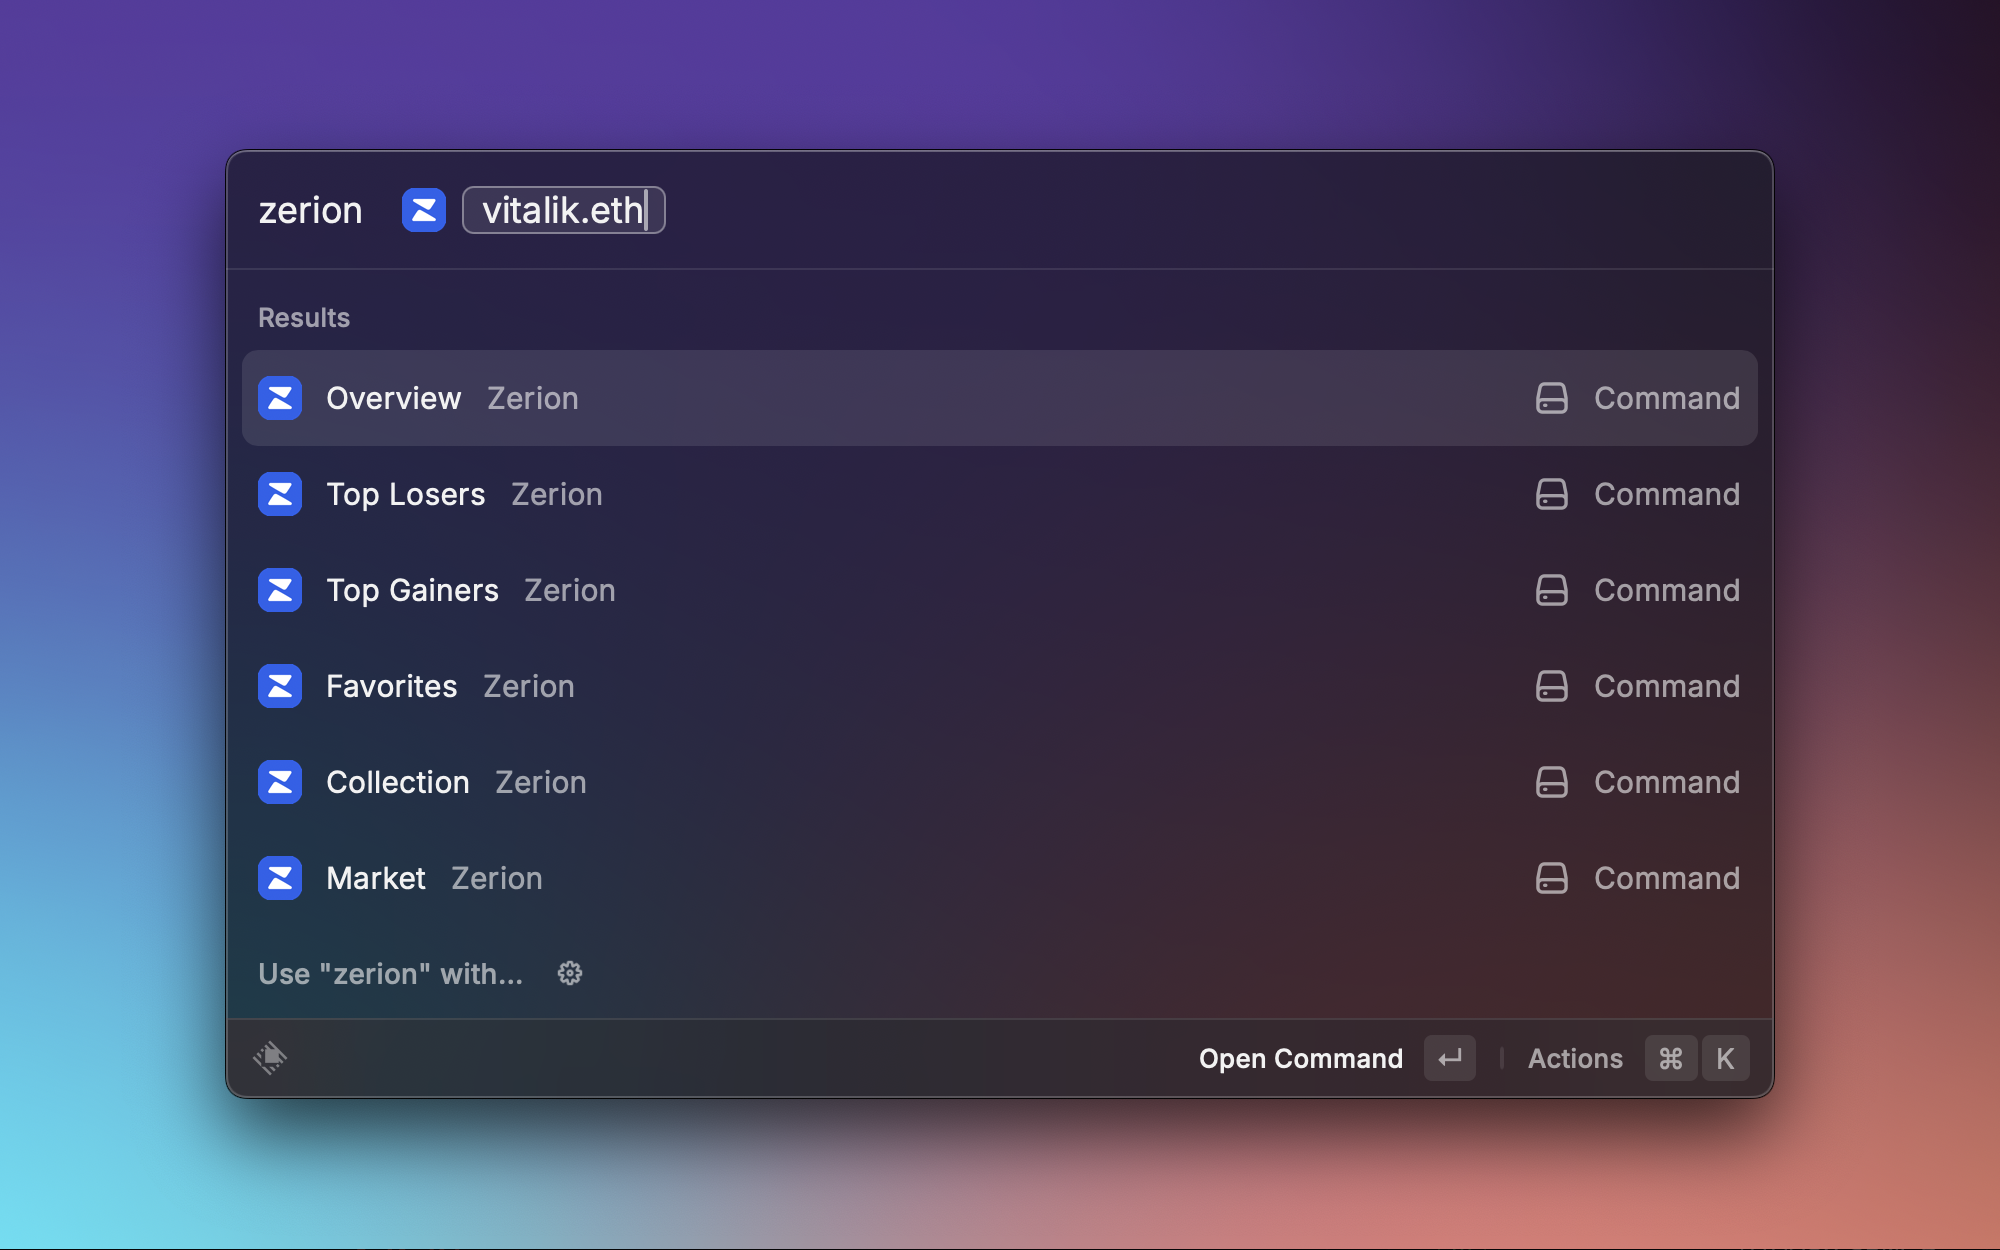 zerion vitalik.eth
Results
Overview Zerion Command
Top Losers Zerion Command
Top Gainers Zerion Command
Favorites Zerion Command
Collection Zerion Command
Market Zerion Command
Use "zerion" with...
Open Command ↵ Actions ⌘ K